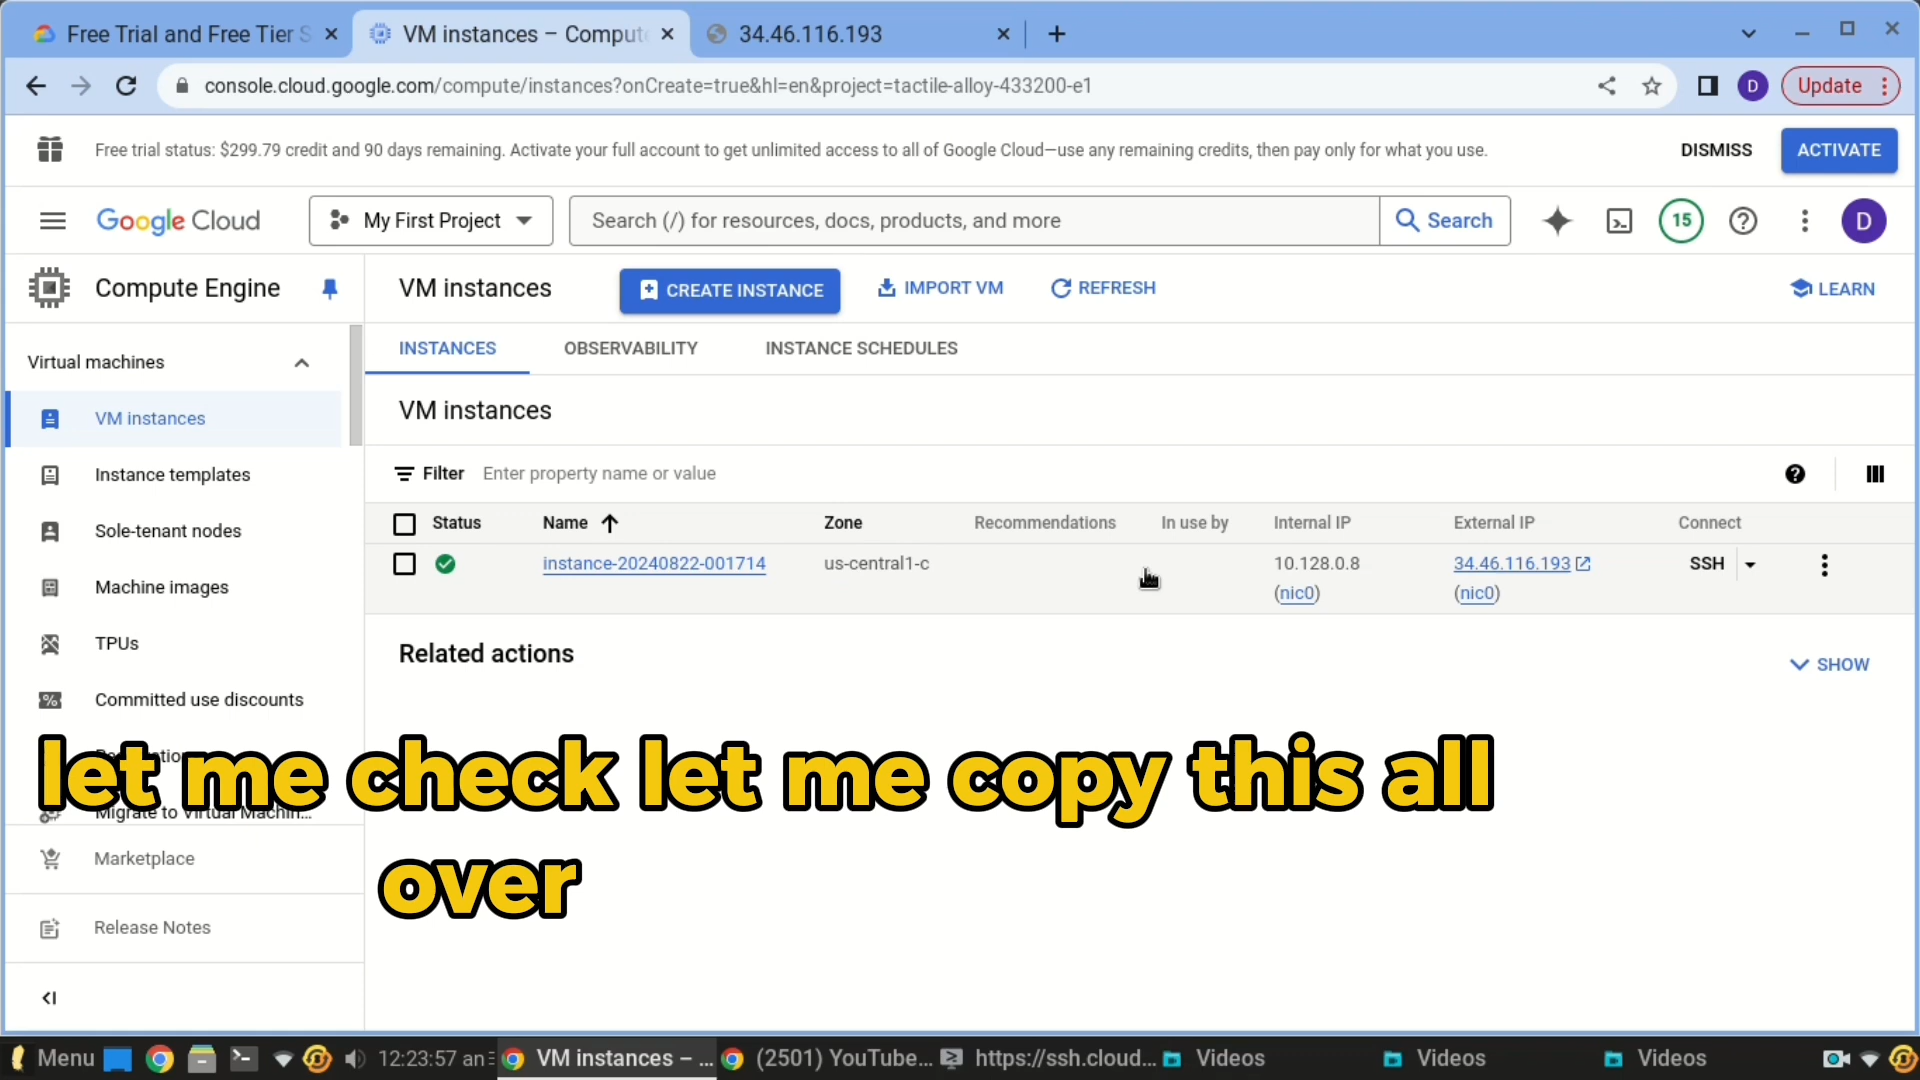 Free Trial and Free Tier S
VM instances – Comput
34.46.116.193
console.cloud.google.com/compute/instances?onCreate=true&hl=en&project=tactile-alloy-433200-e1
D
Update
Free trial status: $299.79 credit and 90 days remaining. Activate your full account to get unlimited access to all of Google Cloud—use any remaining credits, then pay only for what you use.
DISMISS
ACTIVATE
Google Cloud
My First Project
Search (/) for resources, docs, products, and more
Search
15
D
Compute Engine
VM instances
CREATE INSTANCE
IMPORT VM
REFRESH
LEARN
Virtual machines
INSTANCES
OBSERVABILITY
INSTANCE SCHEDULES
VM instances
VM instances
Instance templates
Filter
Enter property name or value
Sole-tenant nodes
Status
Name
Zone
Recommendations
In use by
Internal IP
External IP
Connect
instance-20240822-001714
us-central1-c
10.128.0.8
34.46.116.193
SSH
(nic0)
(nic0)
Machine images
TPUs
Related actions
SHOW
Committed use discounts
let me check let me copy this all
over
Migrate to Virtual Machin...
Marketplace
Release Notes
Menu
12:23:57 am
VM instances – ...
(2501) YouTube...
https://ssh.cloud...
Videos
Videos
Videos